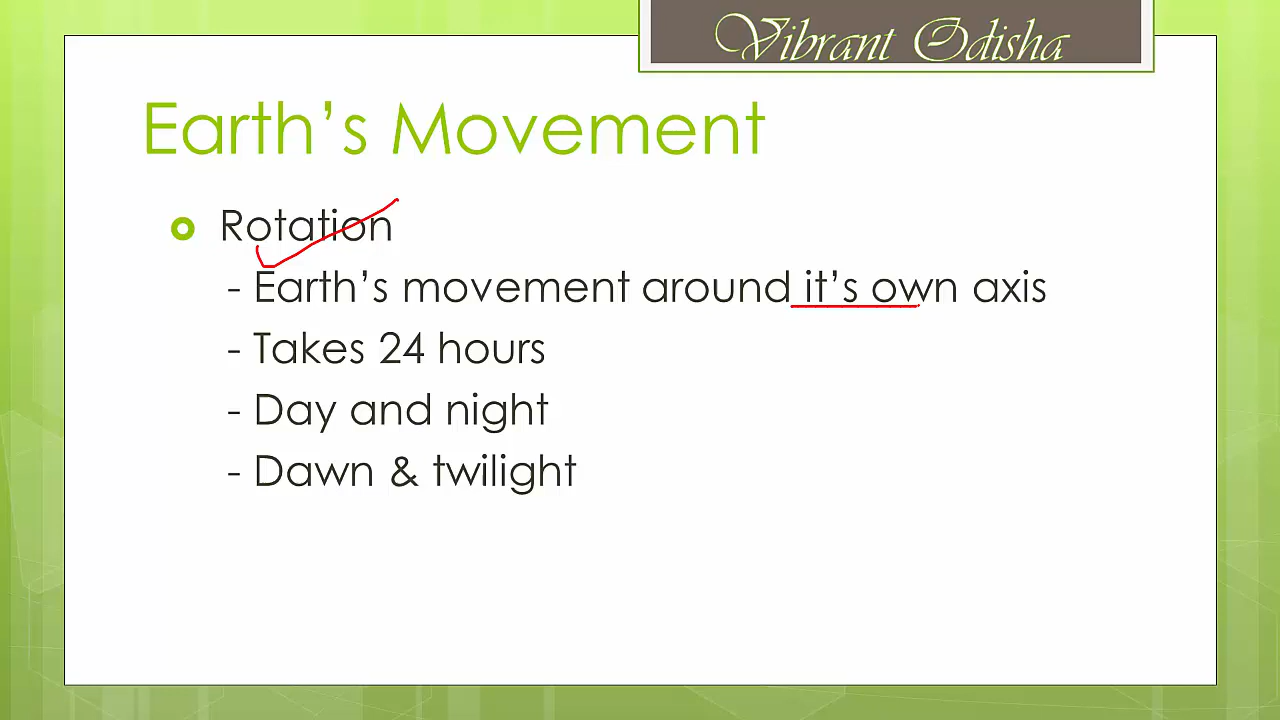 Vibrant Odisha
Earth’s Movement
Rotation
- Earth’s movement around it’s own axis
- Takes 24 hours
- Day and night
- Dawn & twilight